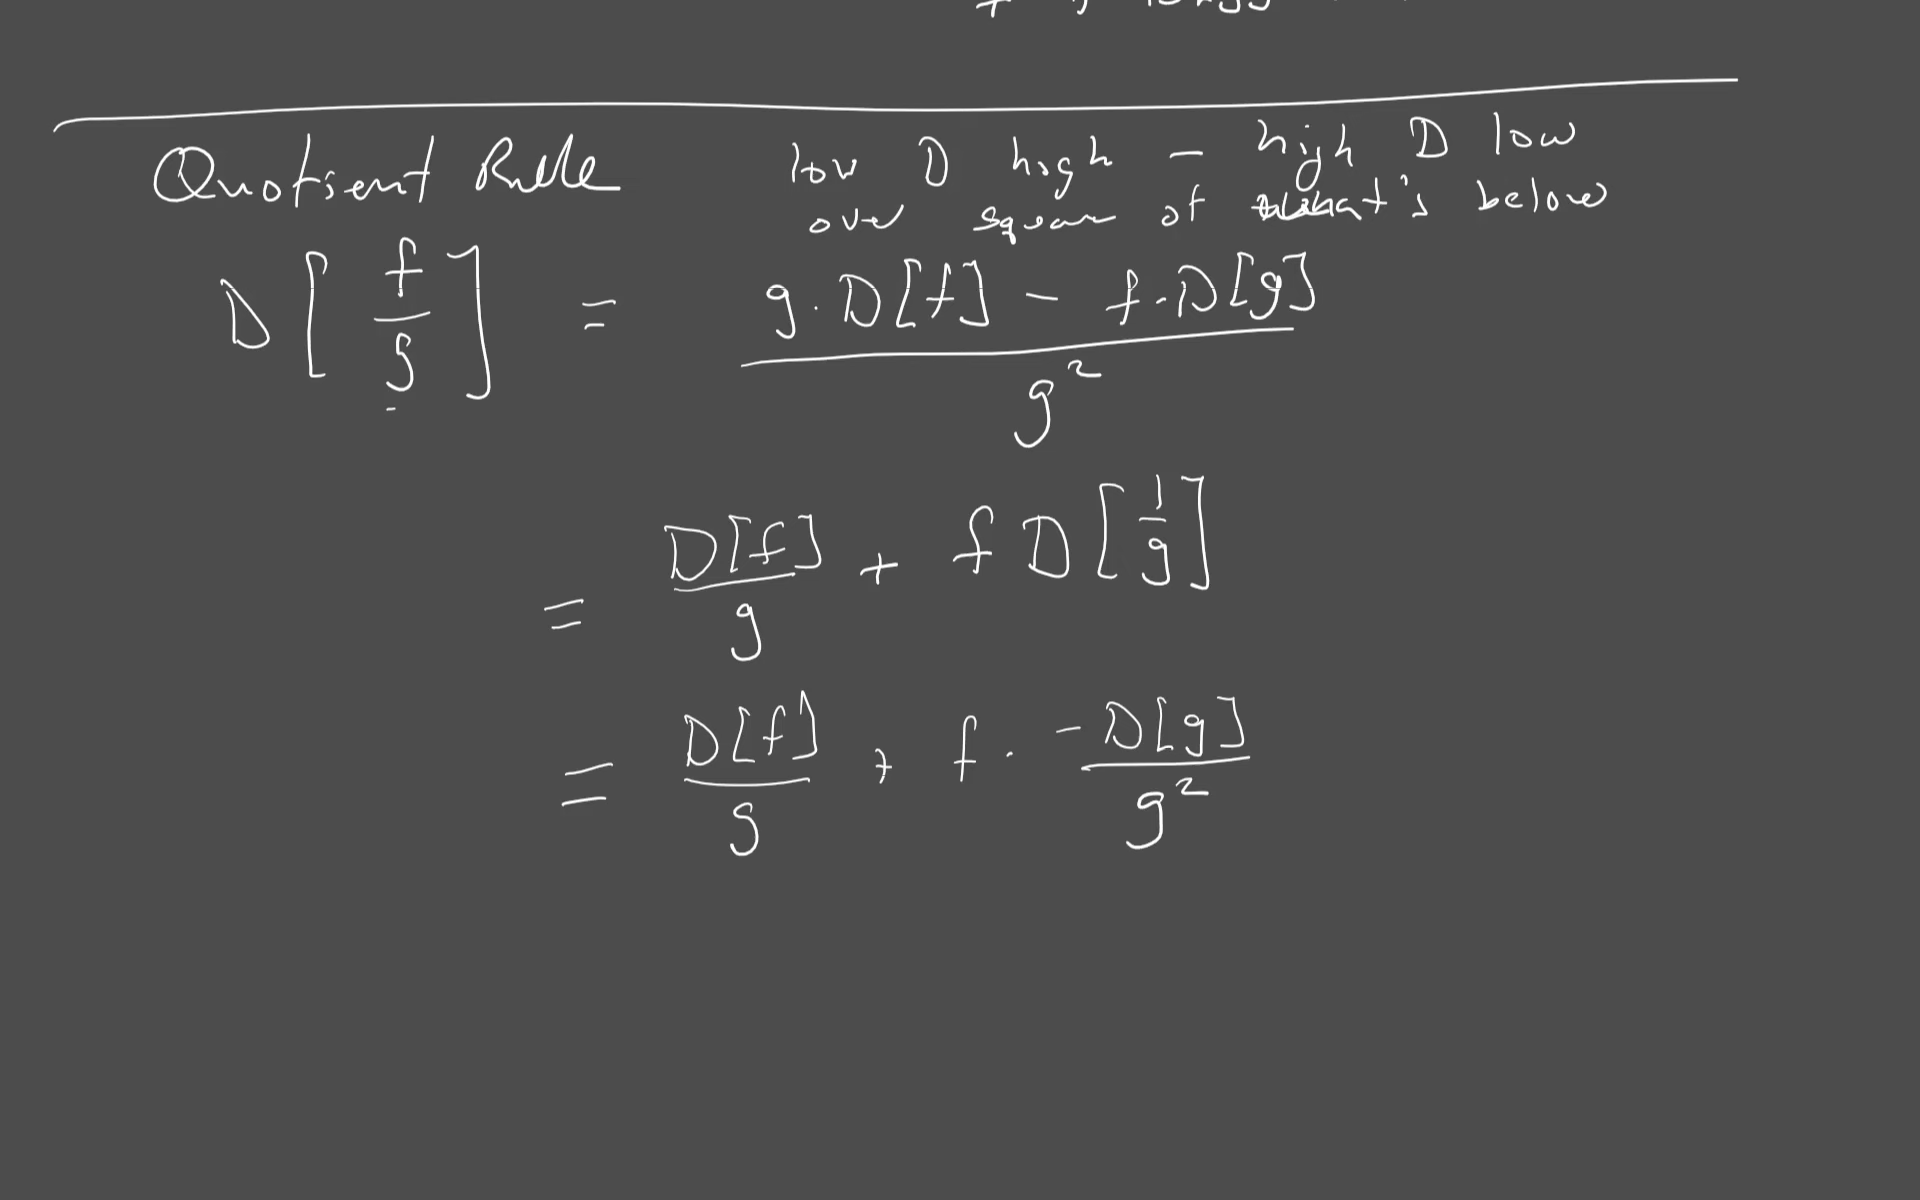 Quotient Rule
low D high – high D low
over square of what's below
D[f/g] = (g·D[f] – f·D[g]) / g²
= D[f]/g + f D[1/g]
= D[f]/g + f · –D[g]/g²